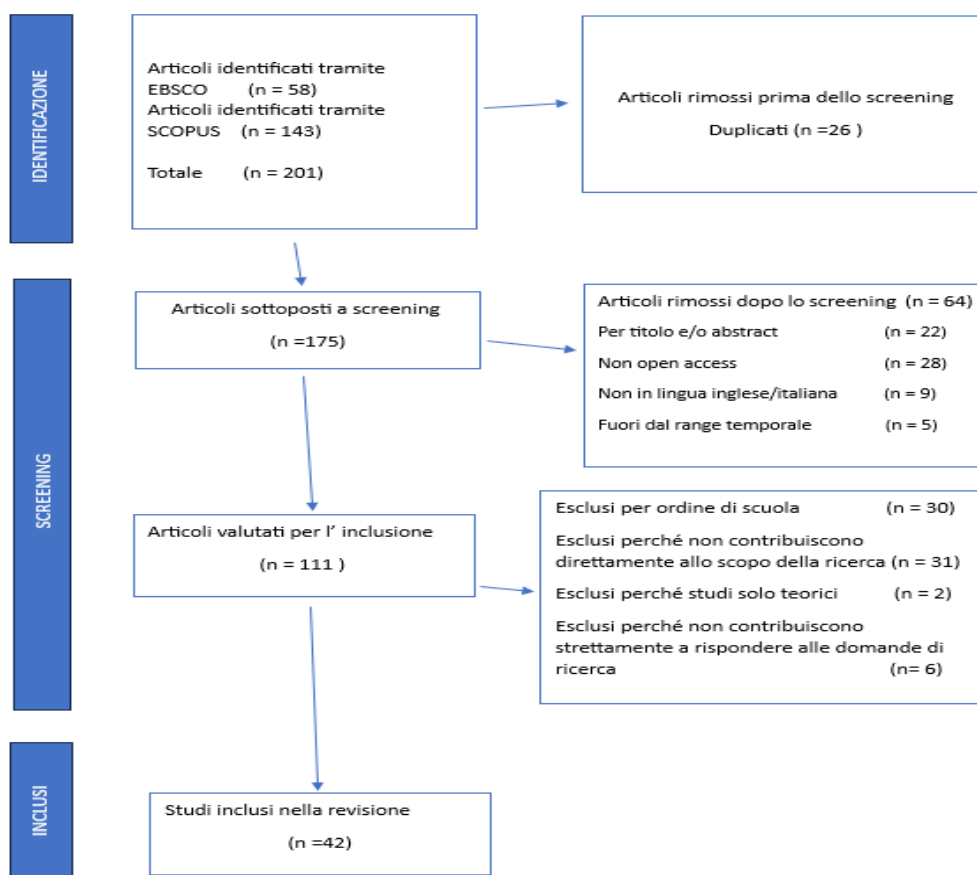 IDENTIFICAZIONE
Articoli identificati tramite
EBSCO (n = 58)
Articoli identificati tramite
SCOPUS (n = 143)
Totale (n = 201)
Articoli rimossi prima dello screening
Duplicati (n =26 )
SCREENING
Articoli sottoposti a screening
(n =175)
Articoli rimossi dopo lo screening (n = 64)
Per titolo e/o abstract (n = 22)
Non open access (n = 28)
Non in lingua inglese/italiana (n = 9)
Fuori dal range temporale (n = 5)
Articoli valutati per l' inclusione
(n = 111 )
Esclusi per ordine di scuola (n = 30)
Esclusi perché non contribuiscono
direttamente allo scopo della ricerca (n = 31)
Esclusi perché studi solo teorici (n = 2)
Esclusi perché non contribuiscono
strettamente a rispondere alle domande di
ricerca (n= 6)
INCLUSI
Studi inclusi nella revisione
(n =42)